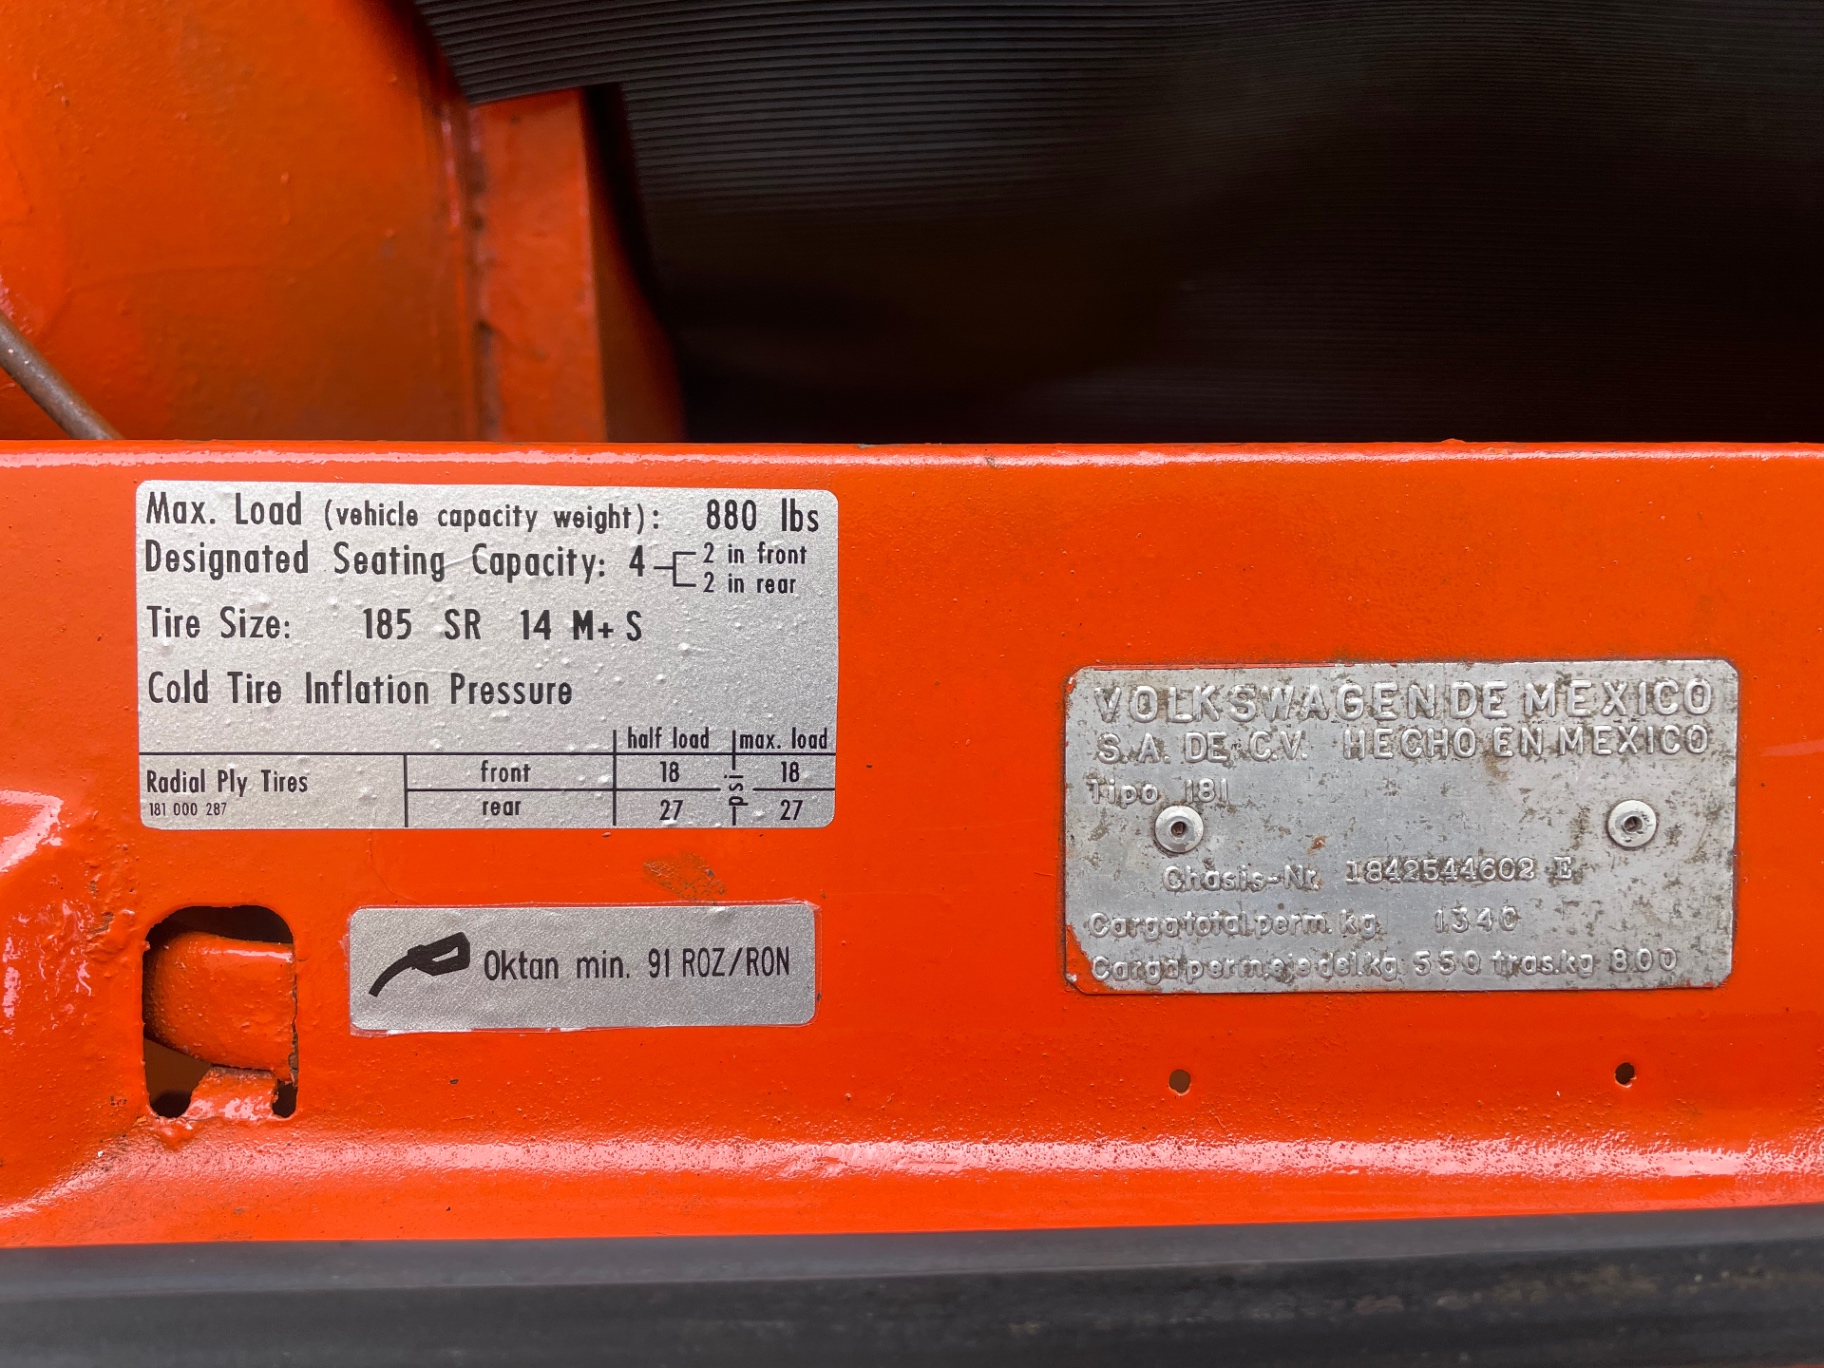 Max. Load (vehicle capacity weight): 880 lbs
Designated Seating Capacity: 4 2 in front
2 in rear
Tire Size: 185 SR 14 M+S
Cold Tire Inflation Pressure
half load max. load
Radial Ply Tires front 18 psi 18
181 000 287 rear 27 27
Oktan min. 91 ROZ/RON
VOLKSWAGEN DE MEXICO
S.A. DE C.V. HECHO EN MEXICO
Tipo 181
Chasis-Nr. 1842544602 E
Carga total perm. kg. 1340
Carga perm. eje del. kg. 550 tras. kg 800